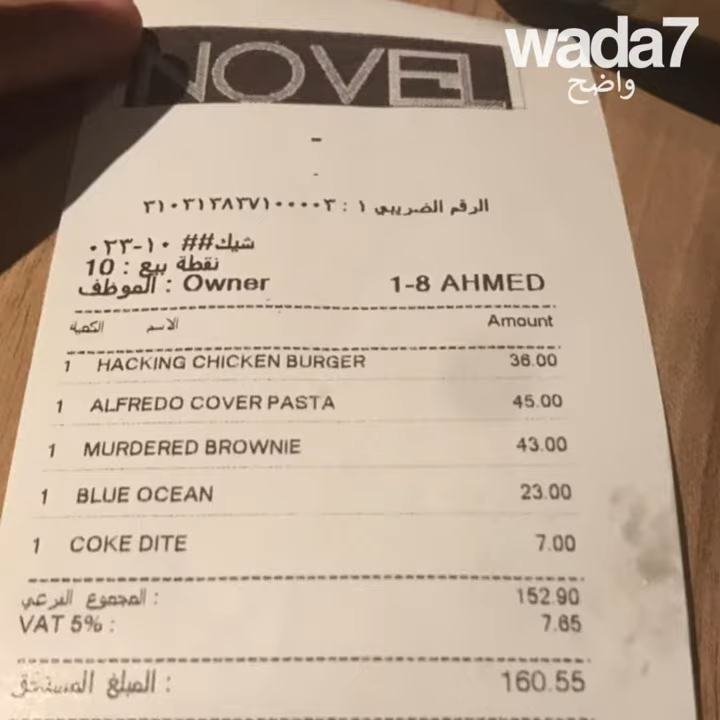 wada7
واضح
NOVEL
-
الرقم الضريبي ١ : ٣١٠٣١٣٨٣٧١٠٠٠٠٣
شيك## ١٠-٠٢٣
نقطة بيع : 10
الموظف : Owner 1-8 AHMED
الكمية الاسم Amount
1 HACKING CHICKEN BURGER 36.00
1 ALFREDO COVER PASTA 45.00
1 MURDERED BROWNIE 43.00
1 BLUE OCEAN 23.00
1 COKE DITE 7.00
المجموع الفرعي : 152.90
VAT 5% : 7.65
المبلغ المستحق : 160.55